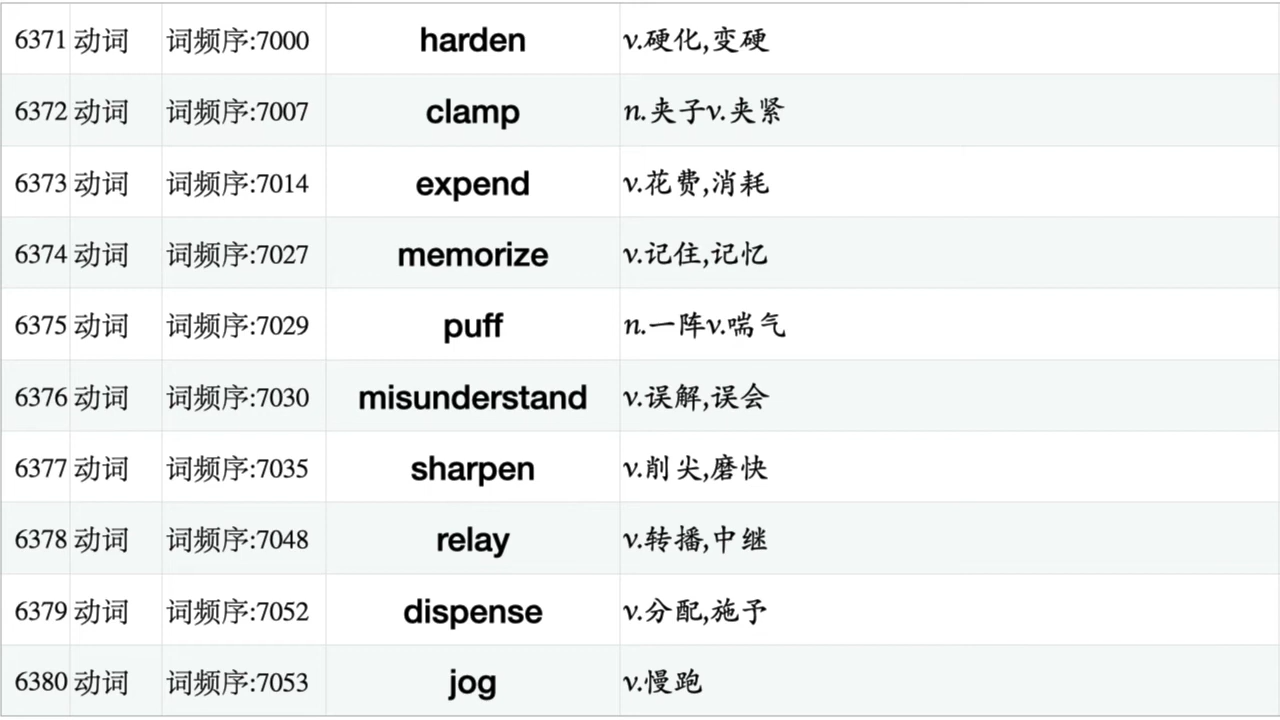 6371 动词 词频序:7000 harden v.硬化,变硬
6372 动词 词频序:7007 clamp n.夹子v.夹紧
6373 动词 词频序:7014 expend v.花费,消耗
6374 动词 词频序:7027 memorize v.记住,记忆
6375 动词 词频序:7029 puff n.一阵v.喘气
6376 动词 词频序:7030 misunderstand v.误解,误会
6377 动词 词频序:7035 sharpen v.削尖,磨快
6378 动词 词频序:7048 relay v.转播,中继
6379 动词 词频序:7052 dispense v.分配,施予
6380 动词 词频序:7053 jog v.慢跑